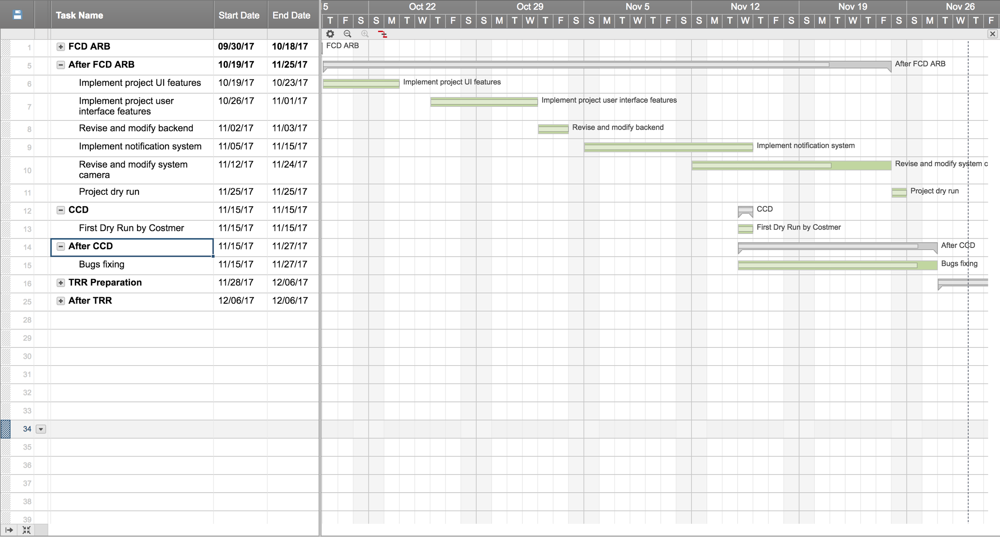 Task Name Start Date End Date 5 Oct 22 Oct 29 Nov 5 Nov 12 Nov 19 Nov 26
T F S S M T W T F S S M T W T F S S M T W T F S S M T W T F S S M T W T F S S M T W T F
1 FCD ARB 09/30/17 10/18/17 FCD ARB
5 After FCD ARB 10/19/17 11/25/17 After FCD ARB
6 Implement project UI features 10/19/17 10/23/17 Implement project UI features
7 Implement project user 10/26/17 11/01/17 Implement project user interface features
interface features
8 Revise and modify backend 11/02/17 11/03/17 Revise and modify backend
9 Implement notification system 11/05/17 11/15/17 Implement notification system
10 Revise and modify system 11/12/17 11/24/17 Revise and modify system c
camera
11 Project dry run 11/25/17 11/25/17 Project dry run
12 CCD 11/15/17 11/15/17 CCD
13 First Dry Run by Costmer 11/15/17 11/15/17 First Dry Run by Costmer
14 After CCD 11/15/17 11/27/17 After CCD
15 Bugs fixing 11/15/17 11/27/17 Bugs fixing
16 TRR Preparation 11/28/17 12/06/17
25 After TRR 12/06/17 12/06/17
28
29
30
31
32
33
34
35
36
37
38
39